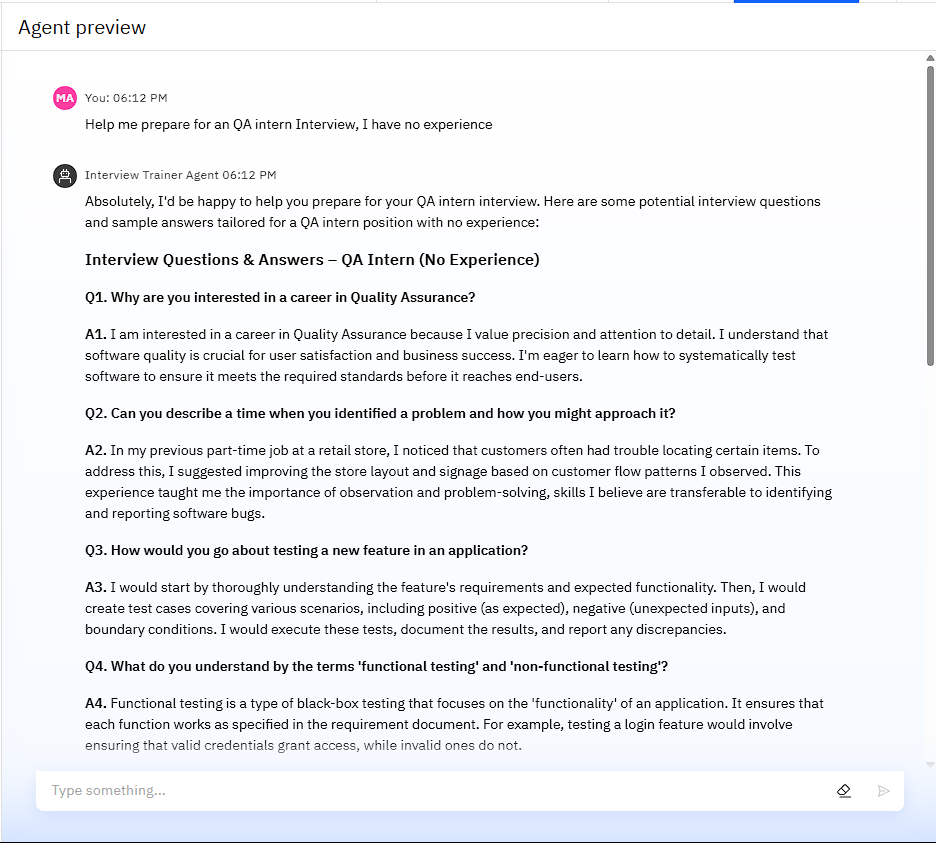 Agent preview
MA
You: 06:12 PM
Help me prepare for an QA intern Interview, I have no experience
Interview Trainer Agent 06:12 PM
Absolutely, I'd be happy to help you prepare for your QA intern interview. Here are some potential interview questions
and sample answers tailored for a QA intern position with no experience:
Interview Questions & Answers – QA Intern (No Experience)
Q1. Why are you interested in a career in Quality Assurance?
A1. I am interested in a career in Quality Assurance because I value precision and attention to detail. I understand that
software quality is crucial for user satisfaction and business success. I'm eager to learn how to systematically test
software to ensure it meets the required standards before it reaches end-users.
Q2. Can you describe a time when you identified a problem and how you might approach it?
A2. In my previous part-time job at a retail store, I noticed that customers often had trouble locating certain items. To
address this, I suggested improving the store layout and signage based on customer flow patterns I observed. This
experience taught me the importance of observation and problem-solving, skills I believe are transferable to identifying
and reporting software bugs.
Q3. How would you go about testing a new feature in an application?
A3. I would start by thoroughly understanding the feature's requirements and expected functionality. Then, I would
create test cases covering various scenarios, including positive (as expected), negative (unexpected inputs), and
boundary conditions. I would execute these tests, document the results, and report any discrepancies.
Q4. What do you understand by the terms 'functional testing' and 'non-functional testing'?
A4. Functional testing is a type of black-box testing that focuses on the 'functionality' of an application. It ensures that
each function works as specified in the requirement document. For example, testing a login feature would involve
ensuring that valid credentials grant access, while invalid ones do not.
Type something...